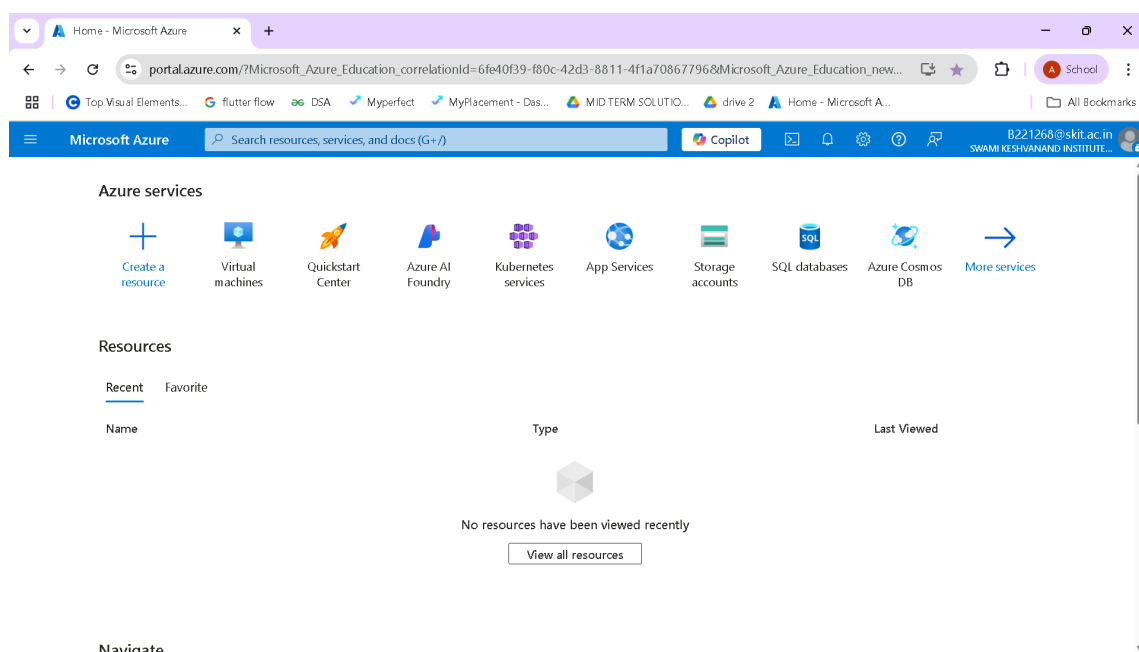 Home - Microsoft Azure
portal.azure.com/?Microsoft_Azure_Education_correlationId=6fe40f39-f80c-42d3-8811-4f1a70867796&Microsoft_Azure_Education_new...
School
Top Visual Elements...
flutter flow
DSA
Myperfect
MyPlacement - Das...
MID TERM SOLUTIO...
drive 2
Home - Microsoft A...
All Bookmarks
Microsoft Azure
Search resources, services, and docs (G+/)
Copilot
B221268@skit.ac.in
SWAMI KESHVANAND INSTITUTE...
Azure services
Create a
resource
Virtual
machines
Quickstart
Center
Azure AI
Foundry
Kubernetes
services
App Services
Storage
accounts
SQL
SQL databases
Azure Cosmos
DB
More services
Resources
Recent Favorite
Name Type Last Viewed
No resources have been viewed recently
View all resources
Navigate